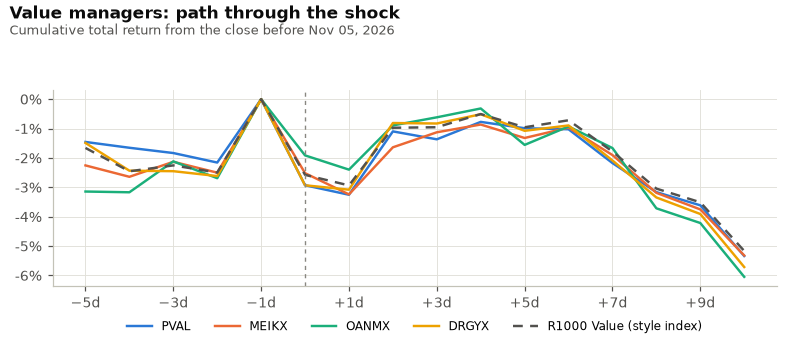 Value managers: path through the shock
Cumulative total return from the close before Nov 05, 2026
0%
−1%
−2%
−3%
−4%
−5%
−6%
−5d −3d −1d +1d +3d +5d +7d +9d
PVAL MEIKX OANMX DRGYX R1000 Value (style index)